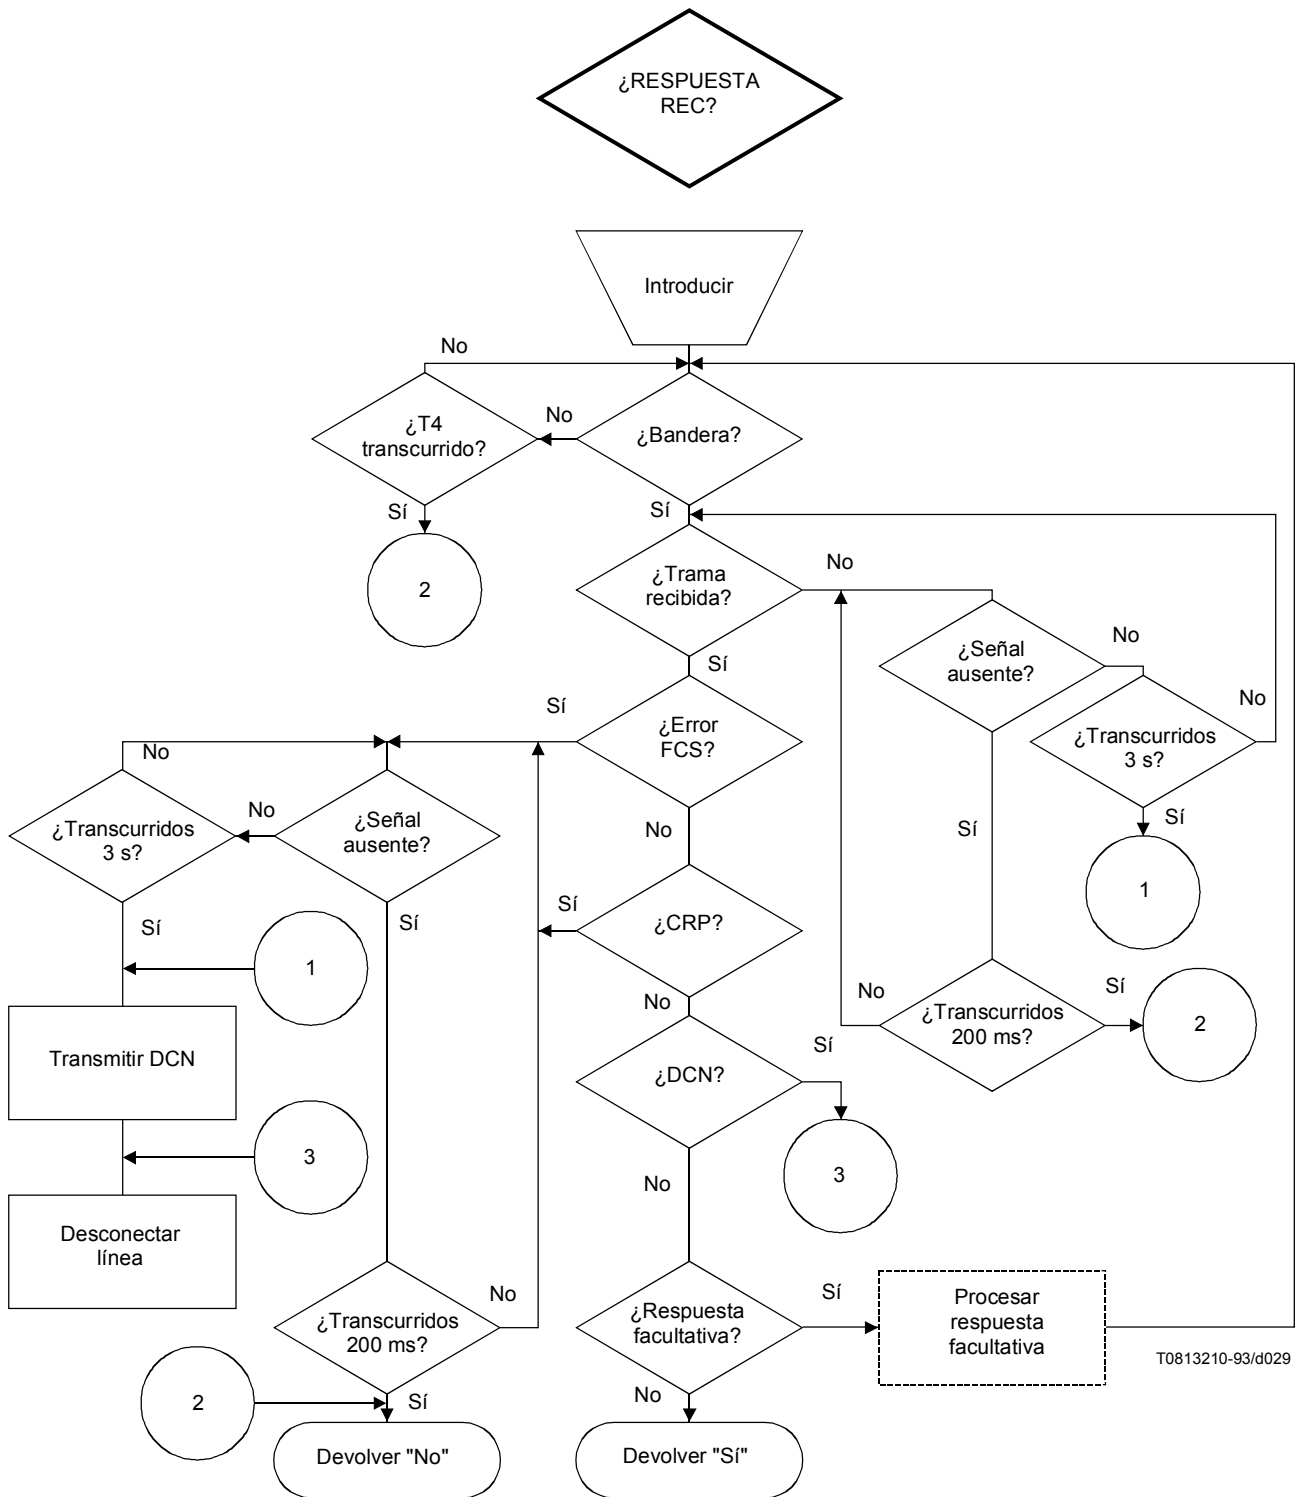 ¿RESPUESTA
REC?
Introducir
No
¿T4
transcurrido?
No
¿Bandera?
Sí
Sí
2
¿Trama
recibida?
No
¿Señal
ausente?
No
Sí
Sí
¿Error
FCS?
No
¿Transcurridos
3 s?
No
¿Transcurridos
3 s?
No
¿Señal
ausente?
No
Sí
Sí
1
Sí
Sí
Sí
¿CRP?
1
No
No
¿Transcurridos
200 ms?
Sí
2
Transmitir DCN
¿DCN?
Sí
3
3
No
Desconectar
línea
¿Transcurridos
200 ms?
No
¿Respuesta
facultativa?
Sí
Procesar
respuesta
facultativa
T0813210-93/d029
2
Sí
No
Devolver "No"
Devolver "Sí"